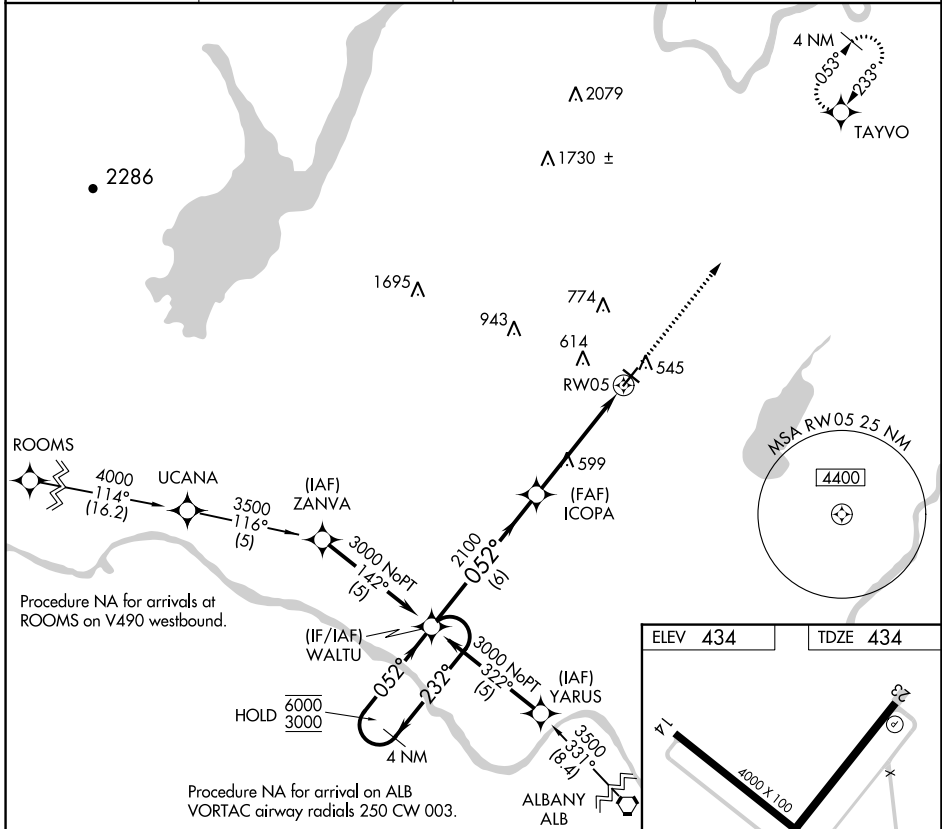 4 NM
053°
233°
TAYVO
2079
1730 ±
2286
1695
774
943
614
545
RW05
MSA RW05 25 NM
4400
ROOMS
4000
114°
(16.2)
UCANA
3500
116°
(5)
(IAF)
ZANVA
3000 NoPT
142°
(5)
599
(FAF)
ICOPA
2100
052°
(6)
Procedure NA for arrivals at
ROOMS on V490 westbound.
(IF/IAF)
WALTU
052°
232°
3000 NoPT
322°
(5)
(IAF)
YARUS
HOLD
6000
3000
4 NM
3500
331°
(8.4)
Procedure NA for arrival on ALB
VORTAC airway radials 250 CW 003.
ALBANY
ALB
ELEV 434
TDZE 434
23
P
14
4000 X 100
X